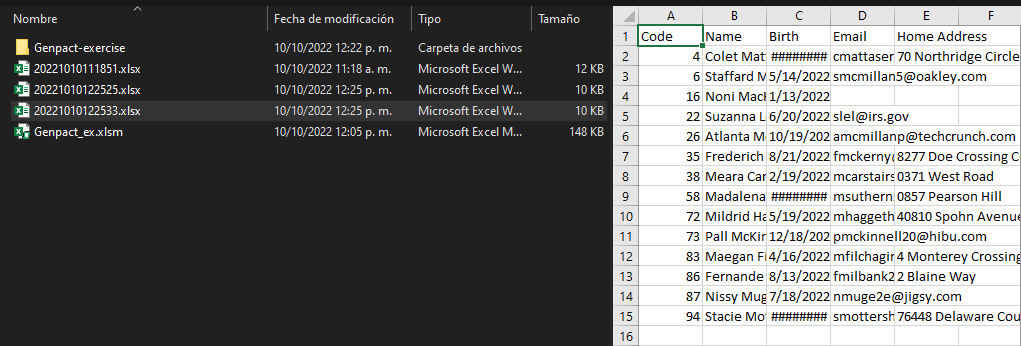 Nombre Fecha de modificación Tipo Tamaño
Genpact-exercise 10/10/2022 12:22 p. m. Carpeta de archivos
20221010111851.xlsx 10/10/2022 11:18 a. m. Microsoft Excel W... 12 KB
20221010122525.xlsx 10/10/2022 12:25 p. m. Microsoft Excel W... 10 KB
20221010122533.xlsx 10/10/2022 12:25 p. m. Microsoft Excel W... 10 KB
Genpact_ex.xlsm 10/10/2022 12:05 p. m. Microsoft Excel M... 148 KB
A B C D E F
1 Code Name Birth Email Home Address
2 4 Colet Mat ######## cmattaser 70 Northridge Circle
3 6 Staffard M 5/14/2022 smcmillan5@oakley.com
4 16 Noni Mack 1/13/2022
5 22 Suzanna L 6/20/2022 slel@irs.gov
6 26 Atlanta Mc 10/19/202 amcmillanp@techcrunch.com
7 35 Frederich 8/21/2022 fmckerny@ 8277 Doe Crossing C
8 38 Meara Car 2/19/2022 mcarstairs 0371 West Road
9 58 Madalena ######## msuthern 0857 Pearson Hill
10 72 Mildrid Ha 5/19/2022 mhaggeth 40810 Spohn Avenue
11 73 Pall McKin 12/18/202 pmckinnell20@hibu.com
12 83 Maegan Fi 4/16/2022 mfilchagin 4 Monterey Crossing
13 86 Fernande 8/13/2022 fmilbank2 2 Blaine Way
14 87 Nissy Mug 7/18/2022 nmuge2e@jigsy.com
15 94 Stacie Mot ######## smottersh 76448 Delaware Cou
16